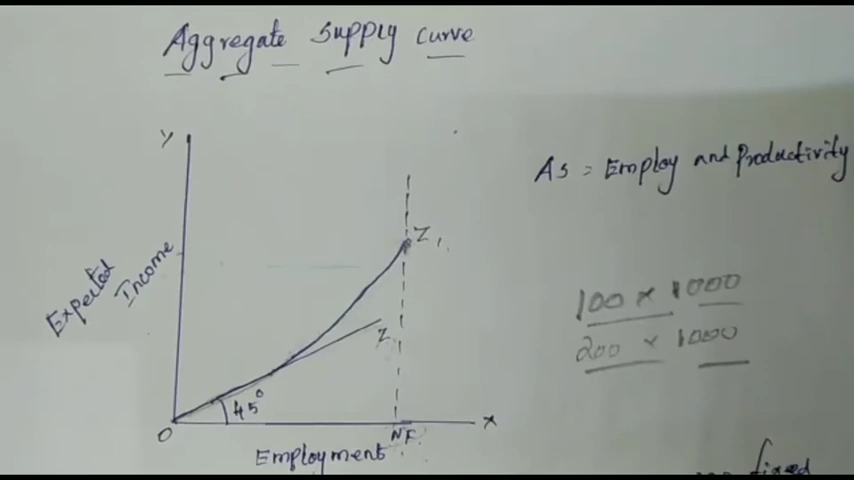 Aggregate Supply Curve
Y
AS = Employ and Productivity
Z1
Expected
Income
100 × 1000
200 × 1000
Z
45°
O
NF
X
Employment
fixed